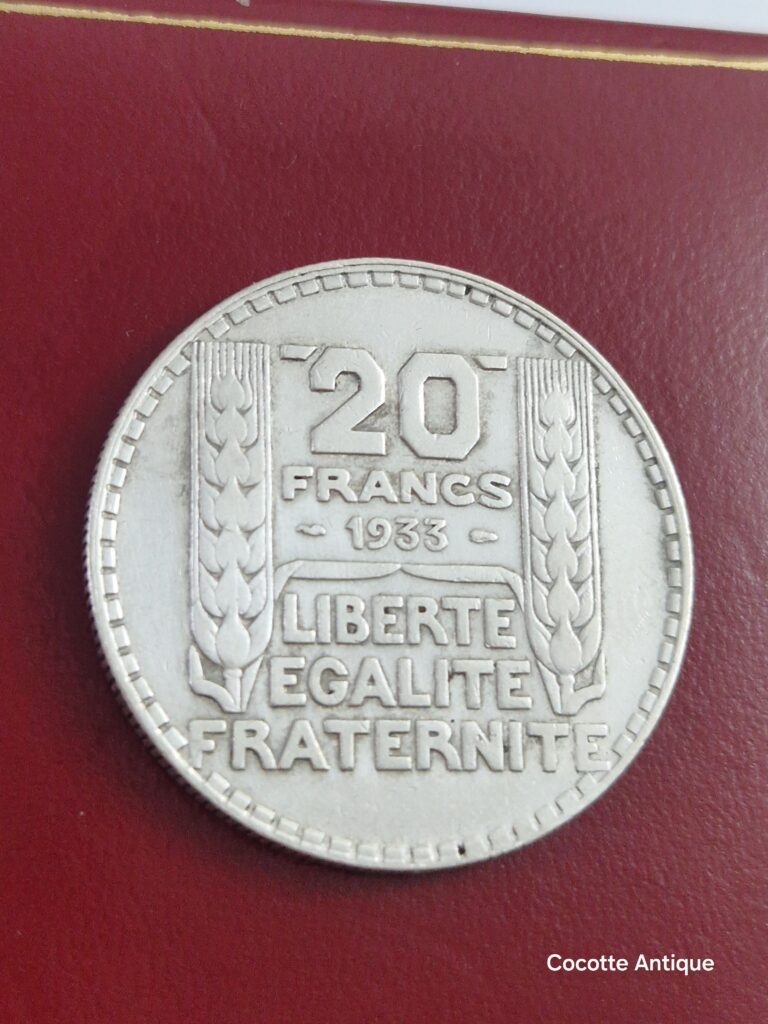 20
FRANCS
- 1933 -
LIBERTE
EGALITE
FRATERNITE
Cocotte Antique